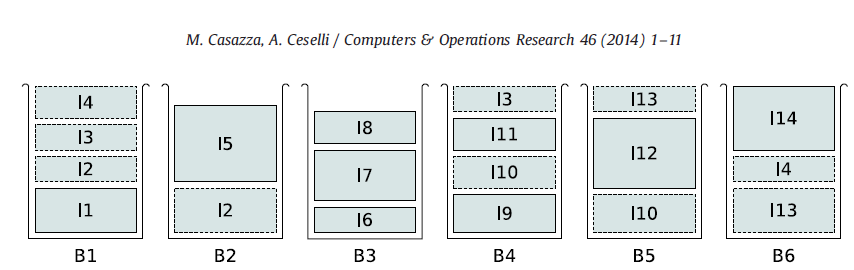 M. Casazza, A. Ceselli / Computers & Operations Research 46 (2014) 1–11
I4
I3
I2
I1
B1
I5
I2
B2
I8
I7
I6
B3
I3
I11
I10
I9
B4
I13
I12
I10
B5
I14
I4
I13
B6